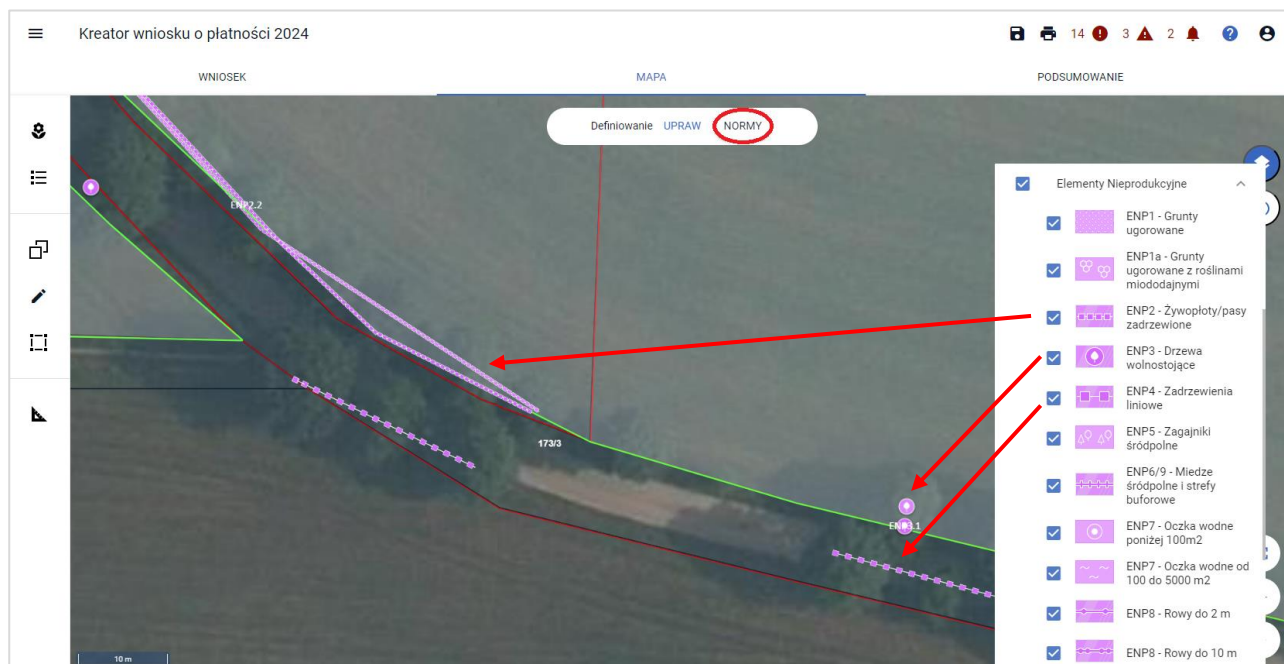 Kreator wniosku o płatności 2024
14 3 2
WNIOSEK MAPA PODSUMOWANIE
Definiowanie UPRAW NORMY
ENP2.2
173/3
10 m
Elementy Nieprodukcyjne
ENP1 - Grunty
ugorowane
ENP1a - Grunty
ugorowane z roślinami
miododajnymi
ENP2 - Żywopłoty/pasy
zadrzewione
ENP3 - Drzewa
wolnostojące
ENP4 - Zadrzewienia
liniowe
ENP5 - Zagajniki
śródpolne
ENP6/9 - Miedze
śródpolne i strefy
buforowe
ENP7 - Oczka wodne
poniżej 100m2
ENP7 - Oczka wodne od
100 do 5000 m2
ENP8 - Rowy do 2 m
ENP8 - Rowy do 10 m